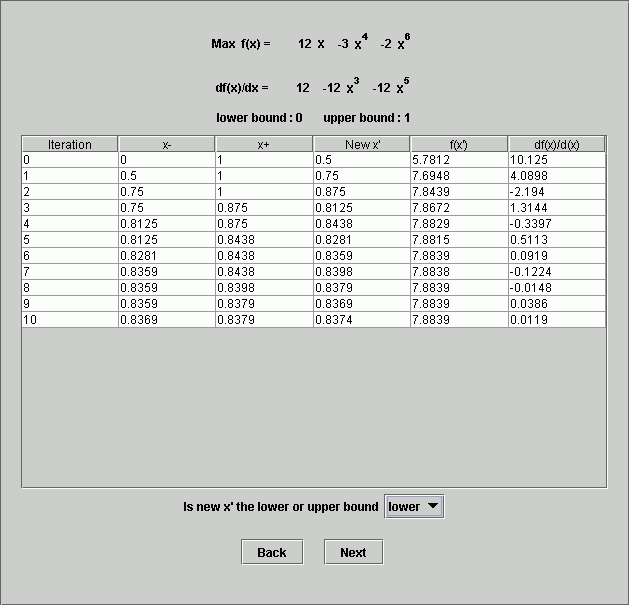 Max f(x) = 12 x -3 x^4 -2 x^6
df(x)/dx = 12 -12 x^3 -12 x^5
lower bound : 0 upper bound : 1
Iteration x- x+ New x' f(x') df(x)/d(x)
0 0 1 0.5 5.7812 10.125
1 0.5 1 0.75 7.6948 4.0898
2 0.75 1 0.875 7.8439 -2.194
3 0.75 0.875 0.8125 7.8672 1.3144
4 0.8125 0.875 0.8438 7.8829 -0.3397
5 0.8125 0.8438 0.8281 7.8815 0.5113
6 0.8281 0.8438 0.8359 7.8839 0.0919
7 0.8359 0.8438 0.8398 7.8838 -0.1224
8 0.8359 0.8398 0.8379 7.8839 -0.0148
9 0.8359 0.8379 0.8369 7.8839 0.0386
10 0.8369 0.8379 0.8374 7.8839 0.0119
Is new x' the lower or upper bound lower
Back Next